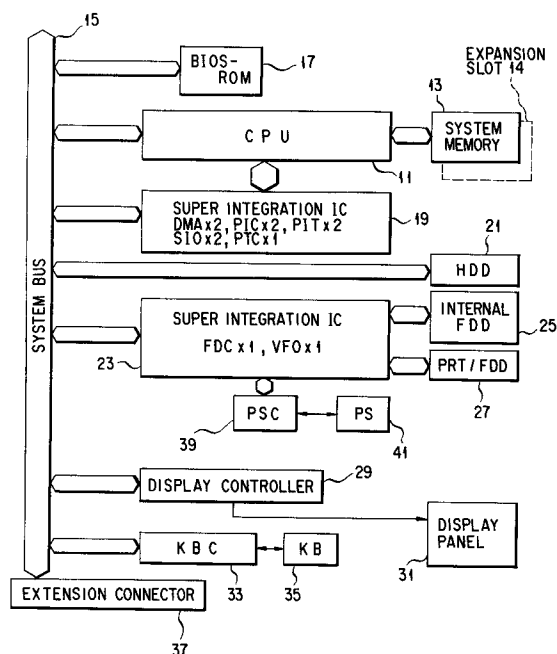 15
BIOS-
ROM
17
EXPANSION
SLOT 14
13
SYSTEM
MEMORY
CPU
11
SUPER INTEGRATION IC
DMAx2, PICx2, PITx2
SIOx2, PTCx1
19
21
HDD
SYSTEM BUS
SUPER INTEGRATION IC
FDCx1, VFOx1
23
INTERNAL
FDD
25
PRT/FDD
27
PSC
39
PS
41
29
DISPLAY CONTROLLER
DISPLAY
PANEL
31
KBC
33
KB
35
EXTENSION CONNECTOR
37